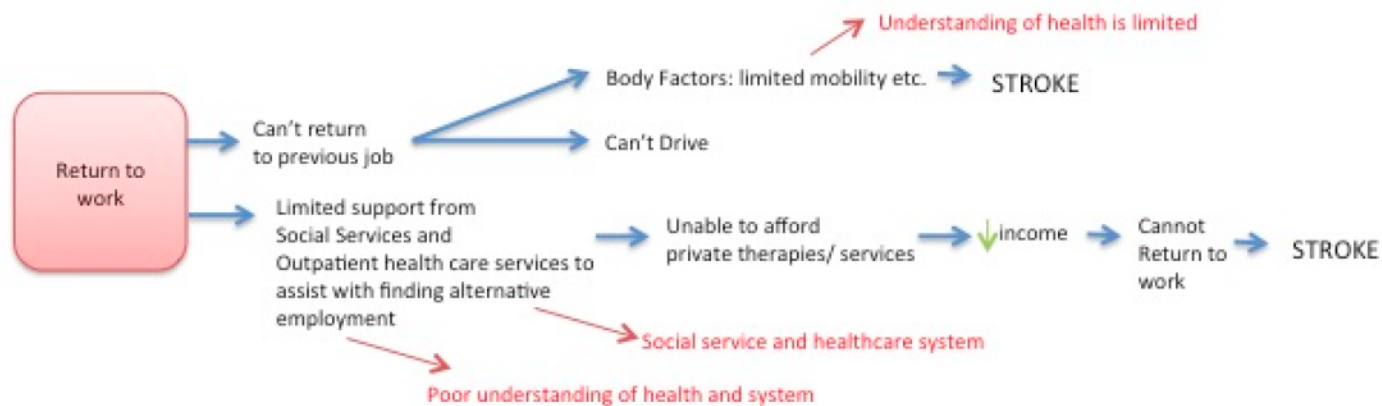 Understanding of health is limited
Body Factors: limited mobility etc.
STROKE
Can't return
to previous job
Can't Drive
Return to
work
Limited support from
Social Services and
Outpatient health care services to
assist with finding alternative
employment
Unable to afford
private therapies/ services
income
Cannot
Return to
work
STROKE
Social service and healthcare system
Poor understanding of health and system